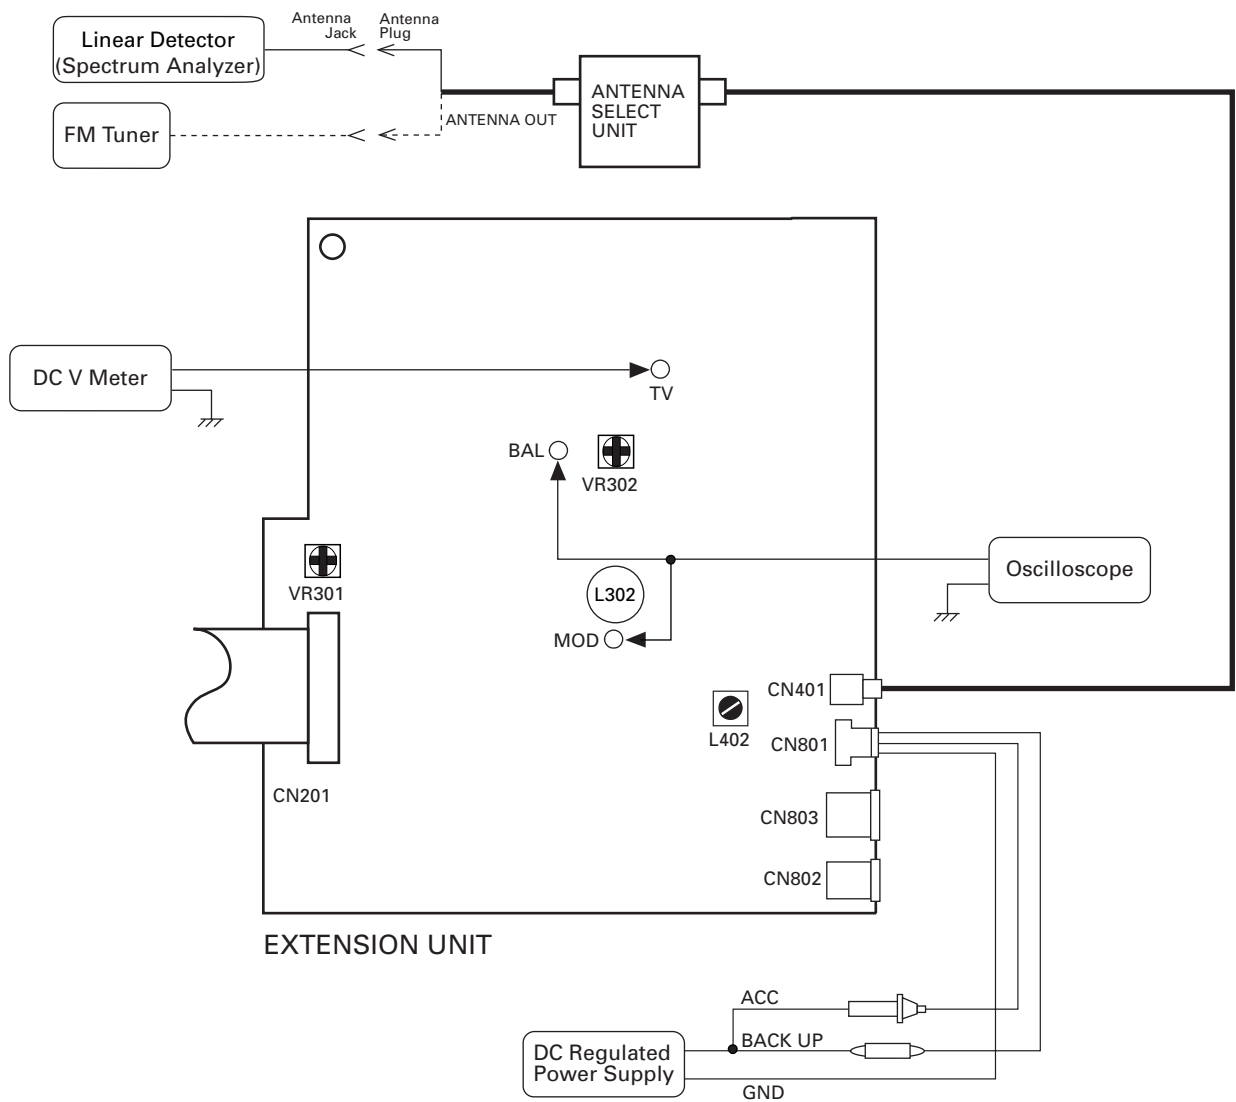 Antenna
Jack
Antenna
Plug
Linear Detector
(Spectrum Analyzer)
FM Tuner
ANTENNA OUT
ANTENNA
SELECT
UNIT
DC V Meter
TV
BAL
VR302
VR301
L302
MOD
Oscilloscope
CN401
L402
CN801
CN201
CN803
CN802
EXTENSION UNIT
ACC
BACK UP
DC Regulated
Power Supply
GND